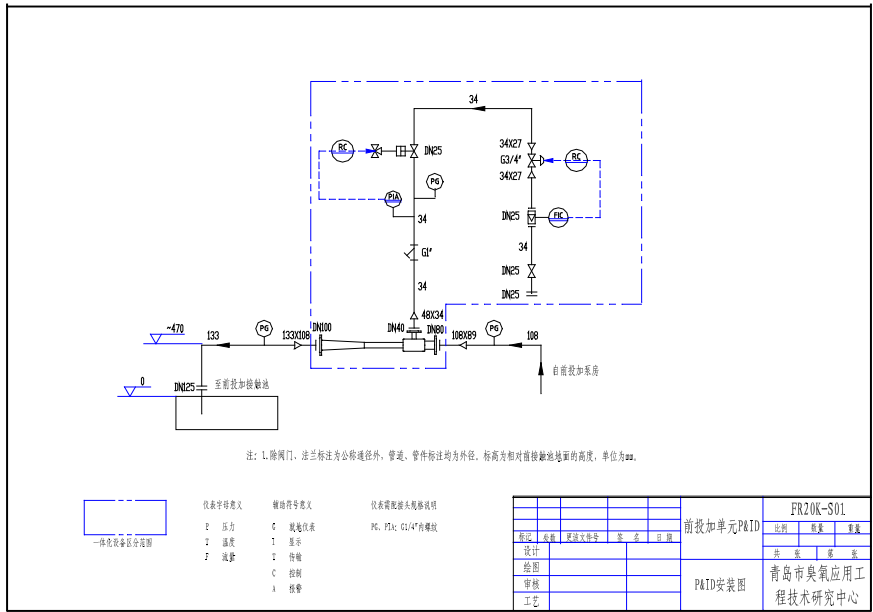 34
RC
DN25
34X27
G3/4"
34X27
RC
PG
PIA
34
DN25
FIC
34
G1"
DN25
34
DN25
48X34
~470
133
PG
133X108
DN100
DN40
DN80
108X89
PG
108
0
DN125
至前投加接触池
自前投加泵房
注: 1.除阀门、法兰标注为公称通径外, 管道、管件标注均为外径。标高为相对前接触池地面的高度, 单位为mm。
一体化设备区分范围
仪表字母意义
P 压力
T 温度
F 流量
辅助符号意义
G 就地仪表
I 显示
T 传输
C 控制
A 报警
仪表需配接头规格说明
PG、PIA: G1/4"内螺纹
标记 处数 更改文件号 签 名 日 期
设计
绘图
审核
工艺
前投加单元P&ID
P&ID安装图
FR20K-S01
比例 数量 重量
共 张 第 张
青岛市臭氧应用工
程技术研究中心